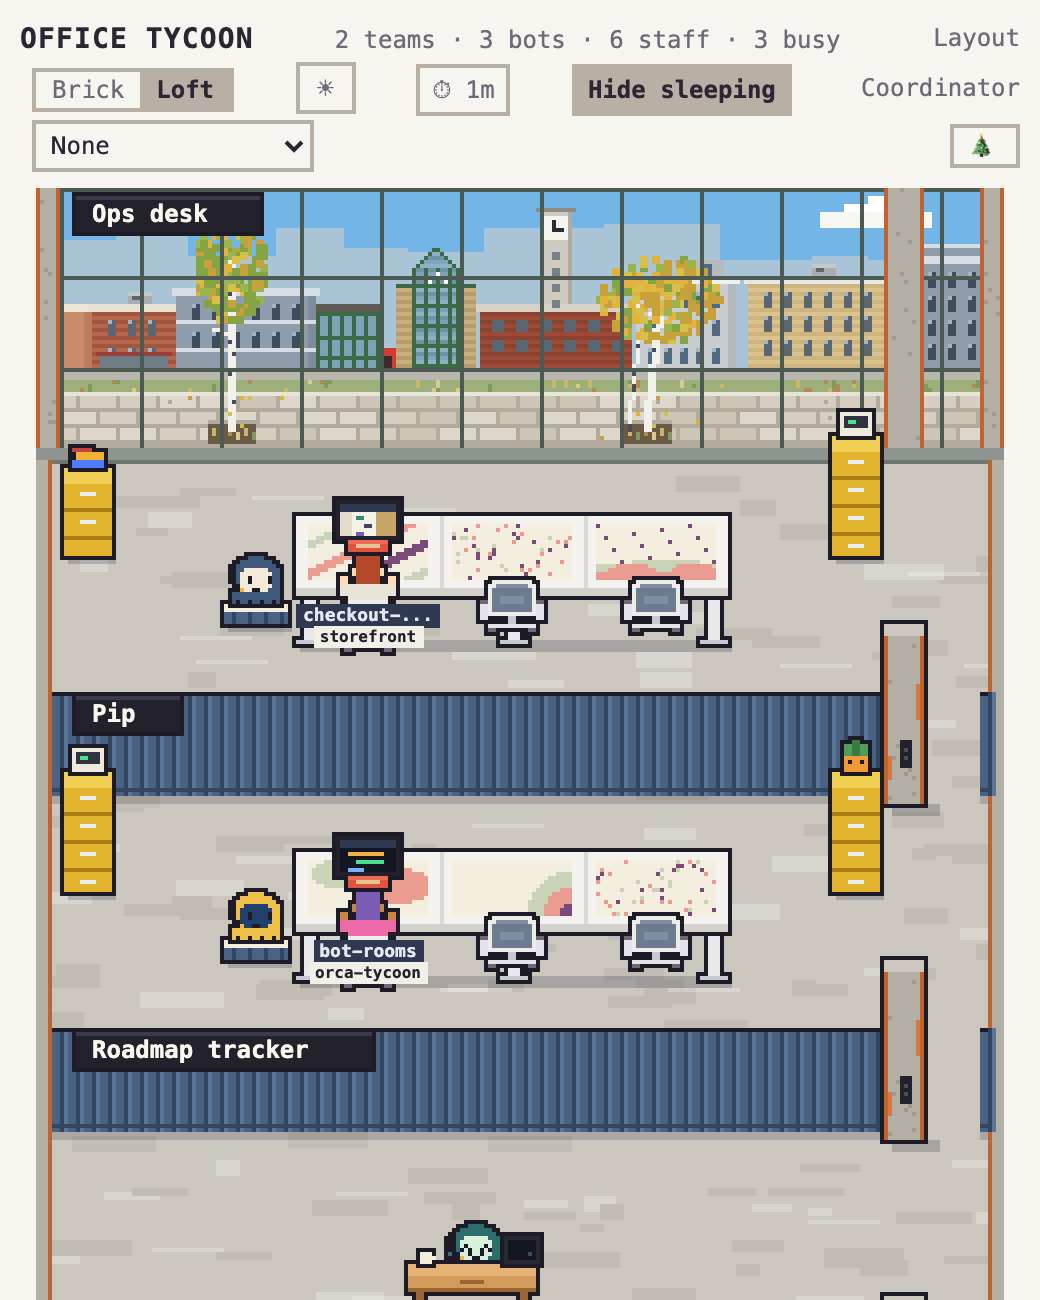 OFFICE TYCOON
2 teams · 3 bots · 6 staff · 3 busy
Layout
Brick
Loft
☀
⏱ 1m
Hide sleeping
Coordinator
None
Ops desk
checkout-...
storefront
Pip
bot-rooms
orca-tycoon
Roadmap tracker